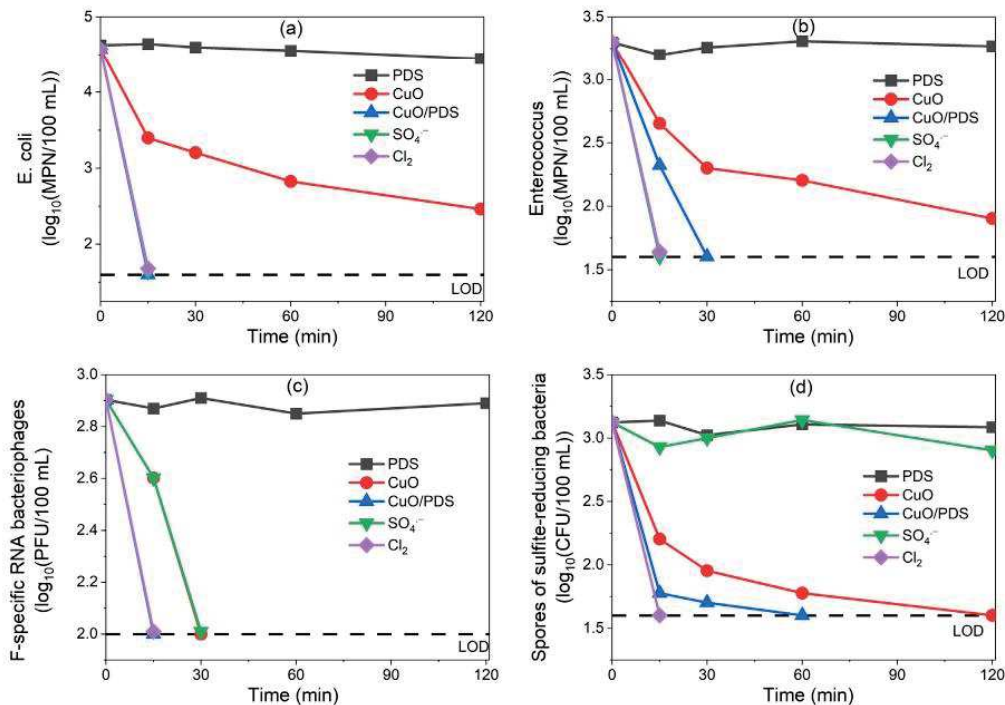 (a)
E. coli
(log₁₀(MPN/100 mL))
5
4
3
2
PDS
CuO
CuO/PDS
SO₄·⁻
Cl₂
LOD
0 30 60 90 120
Time (min)
(b)
Enterococcus
(log₁₀(MPN/100 mL))
3.5
3.0
2.5
2.0
1.5
PDS
CuO
CuO/PDS
SO₄·⁻
Cl₂
LOD
0 30 60 90 120
Time (min)
(c)
F-specific RNA bacteriophages
(log₁₀(PFU/100 mL)
3.0
2.8
2.6
2.4
2.2
2.0
PDS
CuO
CuO/PDS
SO₄·⁻
Cl₂
LOD
0 30 60 90 120
Time (min)
(d)
Spores of sulfite-reducing bacteria
(log₁₀(CFU/100 mL))
3.5
3.0
2.5
2.0
1.5
PDS
CuO
CuO/PDS
SO₄·⁻
Cl₂
LOD
0 30 60 90 120
Time (min)